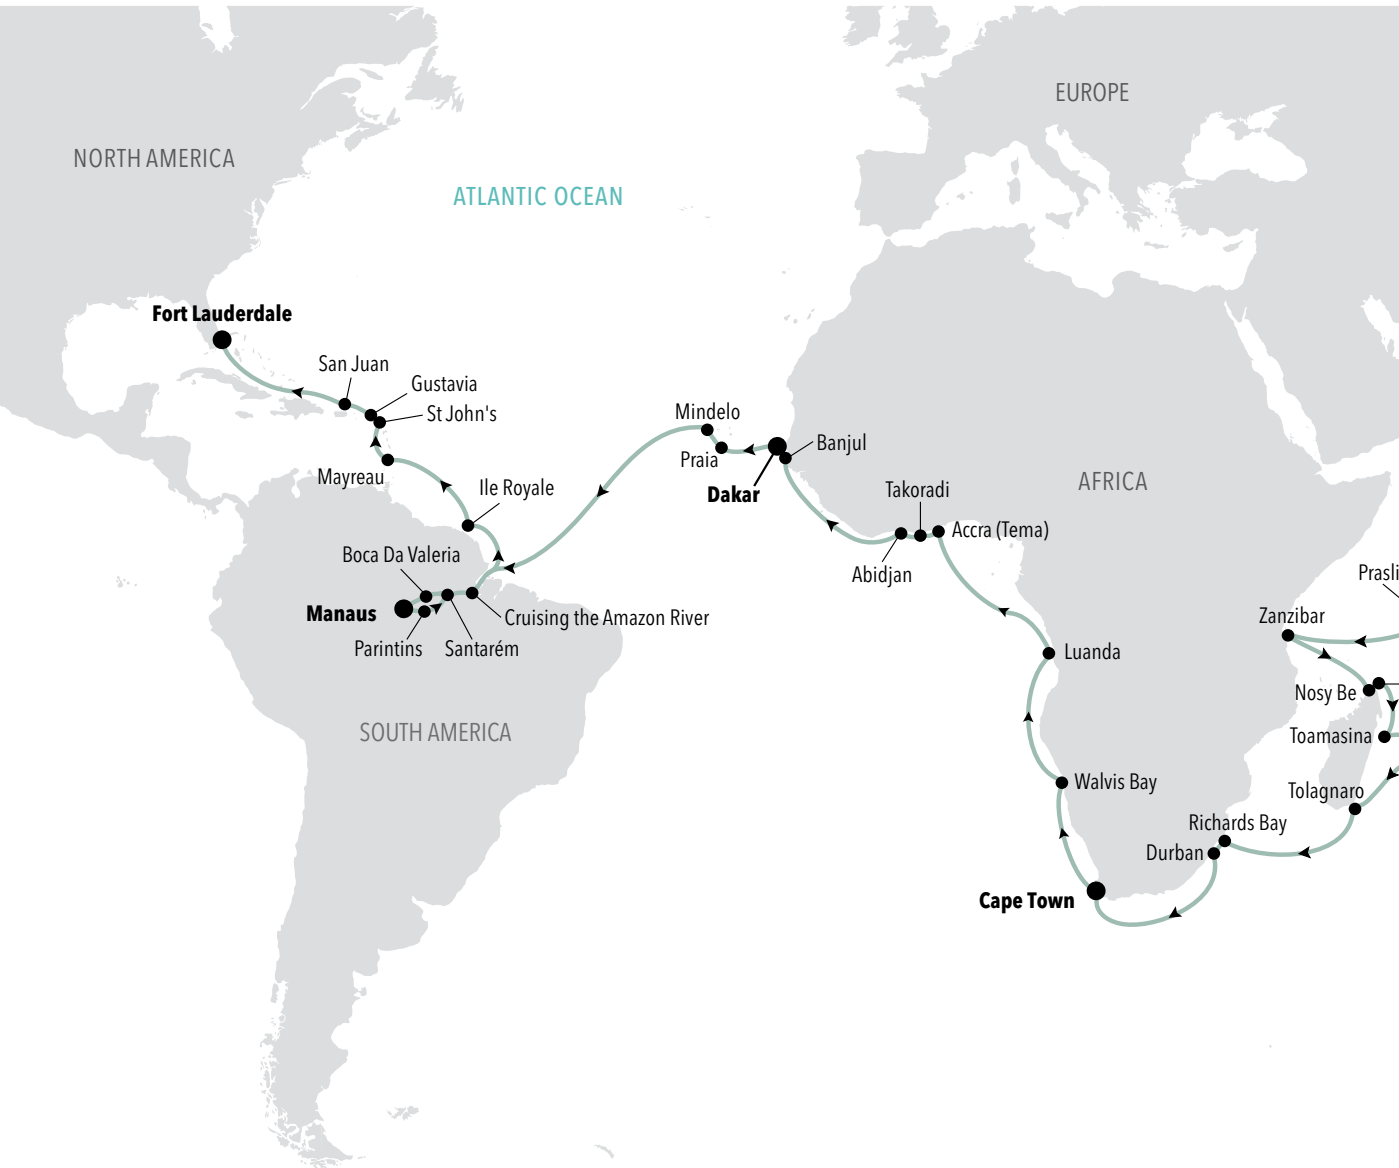 EUROPE
NORTH AMERICA
ATLANTIC OCEAN
Fort Lauderdale
San Juan
Gustavia
St John's
Mindelo
Banjul
Praia
Mayreau
AFRICA
Ile Royale
Takoradi
Dakar
Accra (Tema)
Boca Da Valeria
Abidjan
Prasli
Manaus
Cruising the Amazon River
Zanzibar
Parintins
Santarém
Luanda
Nosy Be
SOUTH AMERICA
Toamasina
Walvis Bay
Tolagnaro
Richards Bay
Durban
Cape Town